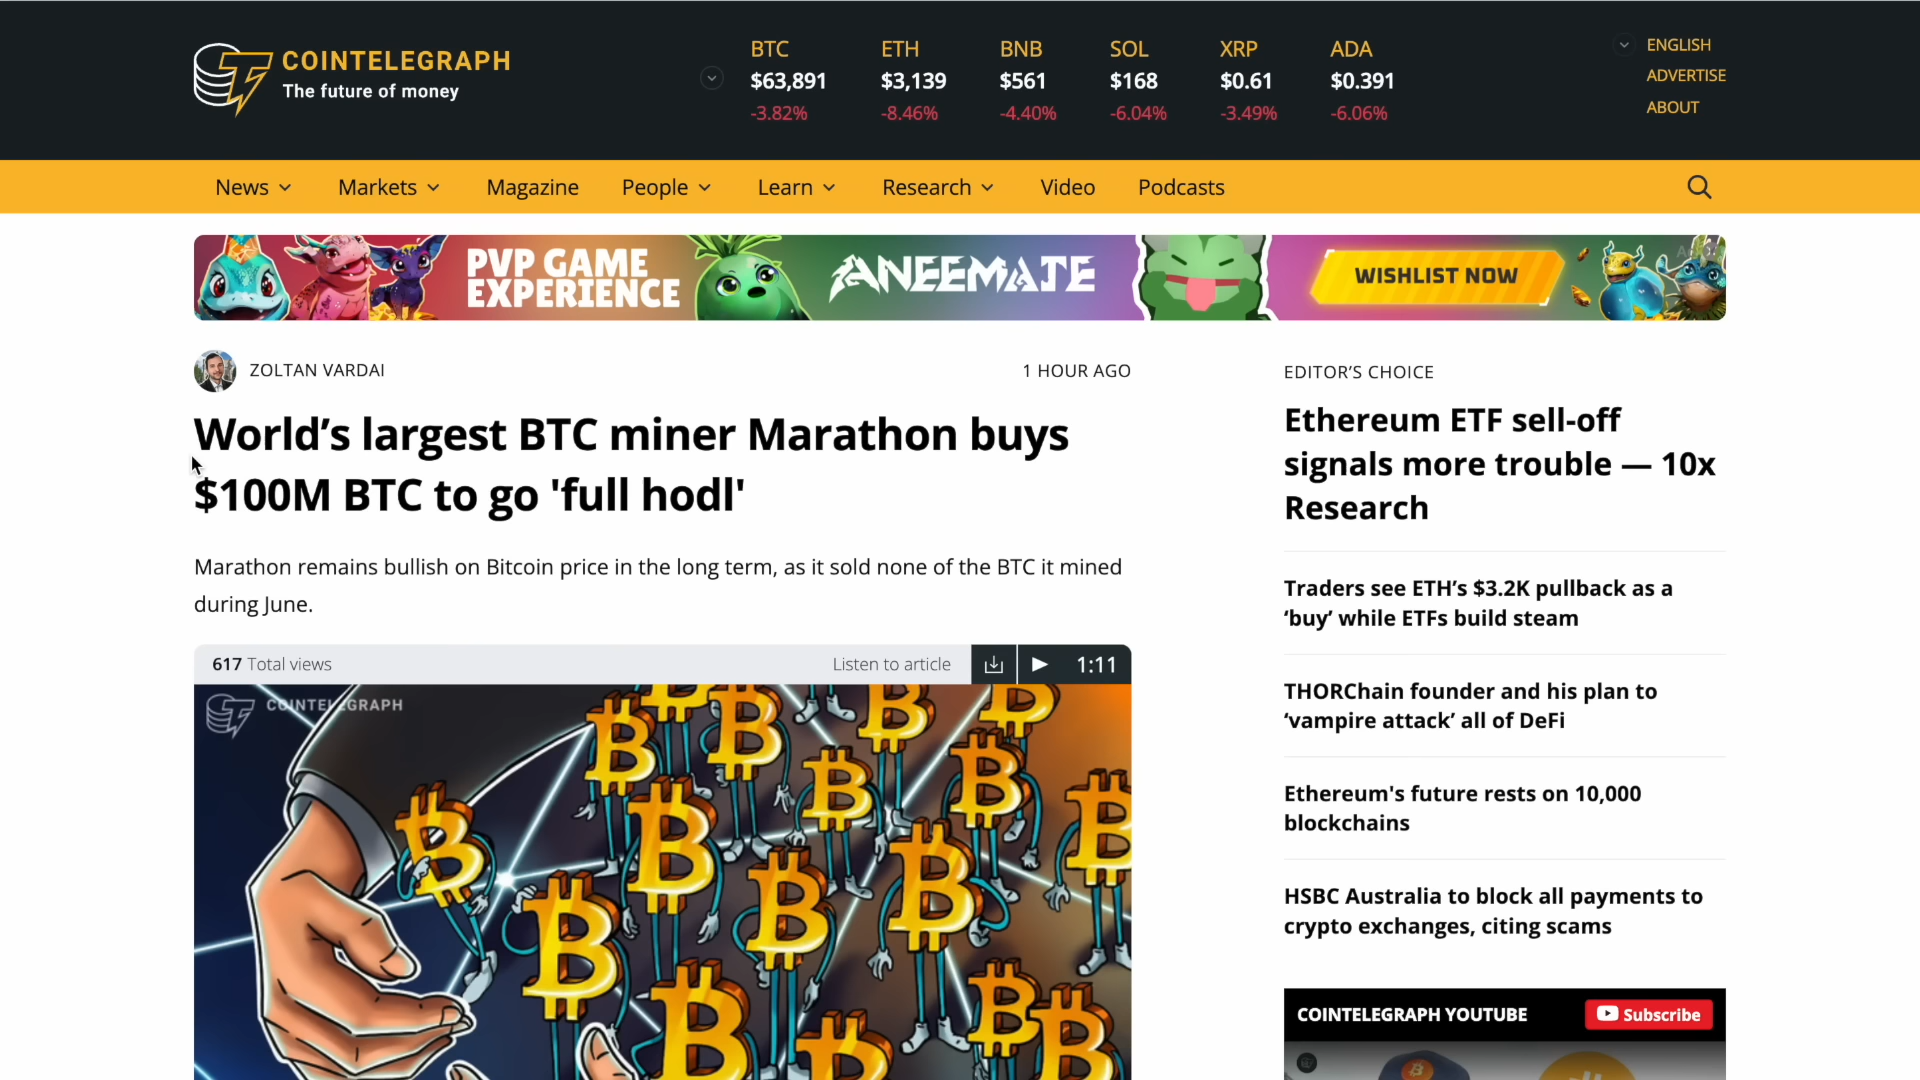 COINTELEGRAPH
The future of money
BTC
$63,891
-3.82%
ETH
$3,139
-8.46%
BNB
$561
-4.40%
SOL
$168
-6.04%
XRP
$0.61
-3.49%
ADA
$0.391
-6.06%
ENGLISH
ADVERTISE
ABOUT
News Markets Magazine People Learn Research Video Podcasts
PVP GAME
EXPERIENCE
ANEEMATE
WISHLIST NOW
ZOLTAN VARDAI
1 HOUR AGO
World’s largest BTC miner Marathon buys
$100M BTC to go 'full hodl'
Marathon remains bullish on Bitcoin price in the long term, as it sold none of the BTC it mined
during June.
617 Total views
Listen to article
1:11
COINTELEGRAPH
EDITOR’S CHOICE
Ethereum ETF sell-off
signals more trouble — 10x
Research
Traders see ETH’s $3.2K pullback as a
‘buy’ while ETFs build steam
THORChain founder and his plan to
‘vampire attack’ all of DeFi
Ethereum's future rests on 10,000
blockchains
HSBC Australia to block all payments to
crypto exchanges, citing scams
COINTELEGRAPH YOUTUBE
Subscribe